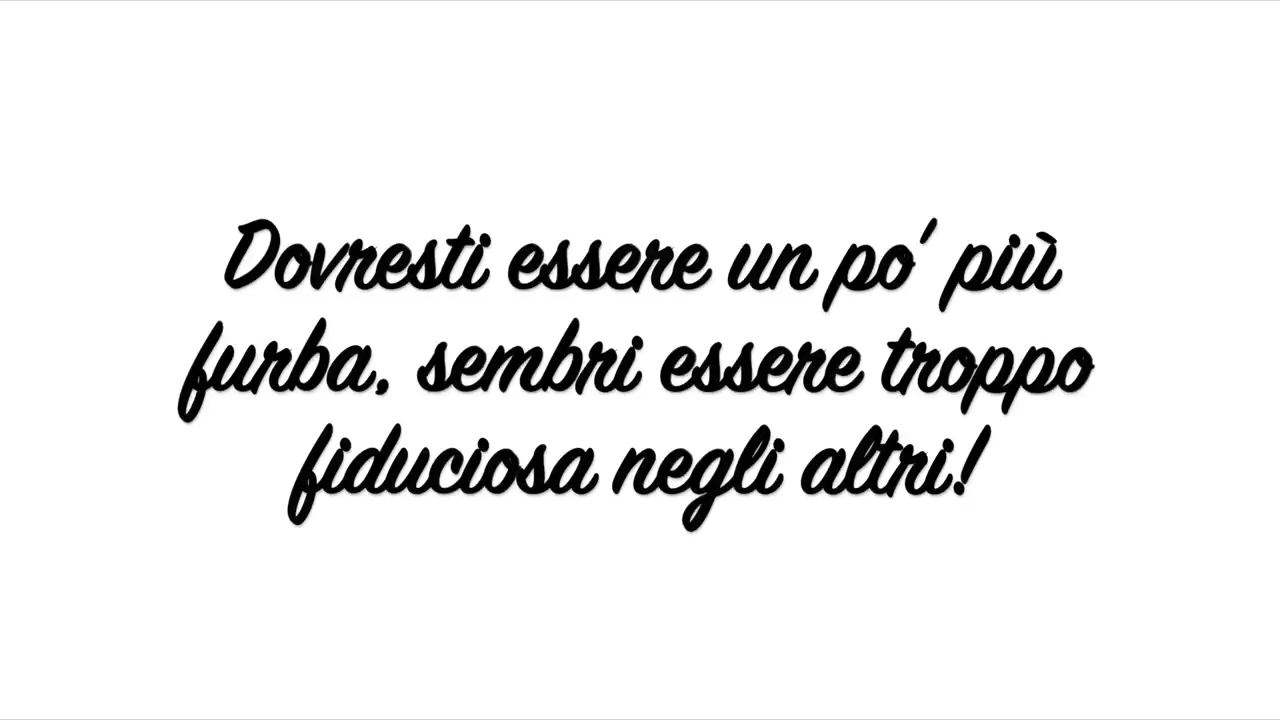 Dovresti essere un po' più
furba, sembri essere troppo
fiduciosa negli altri!